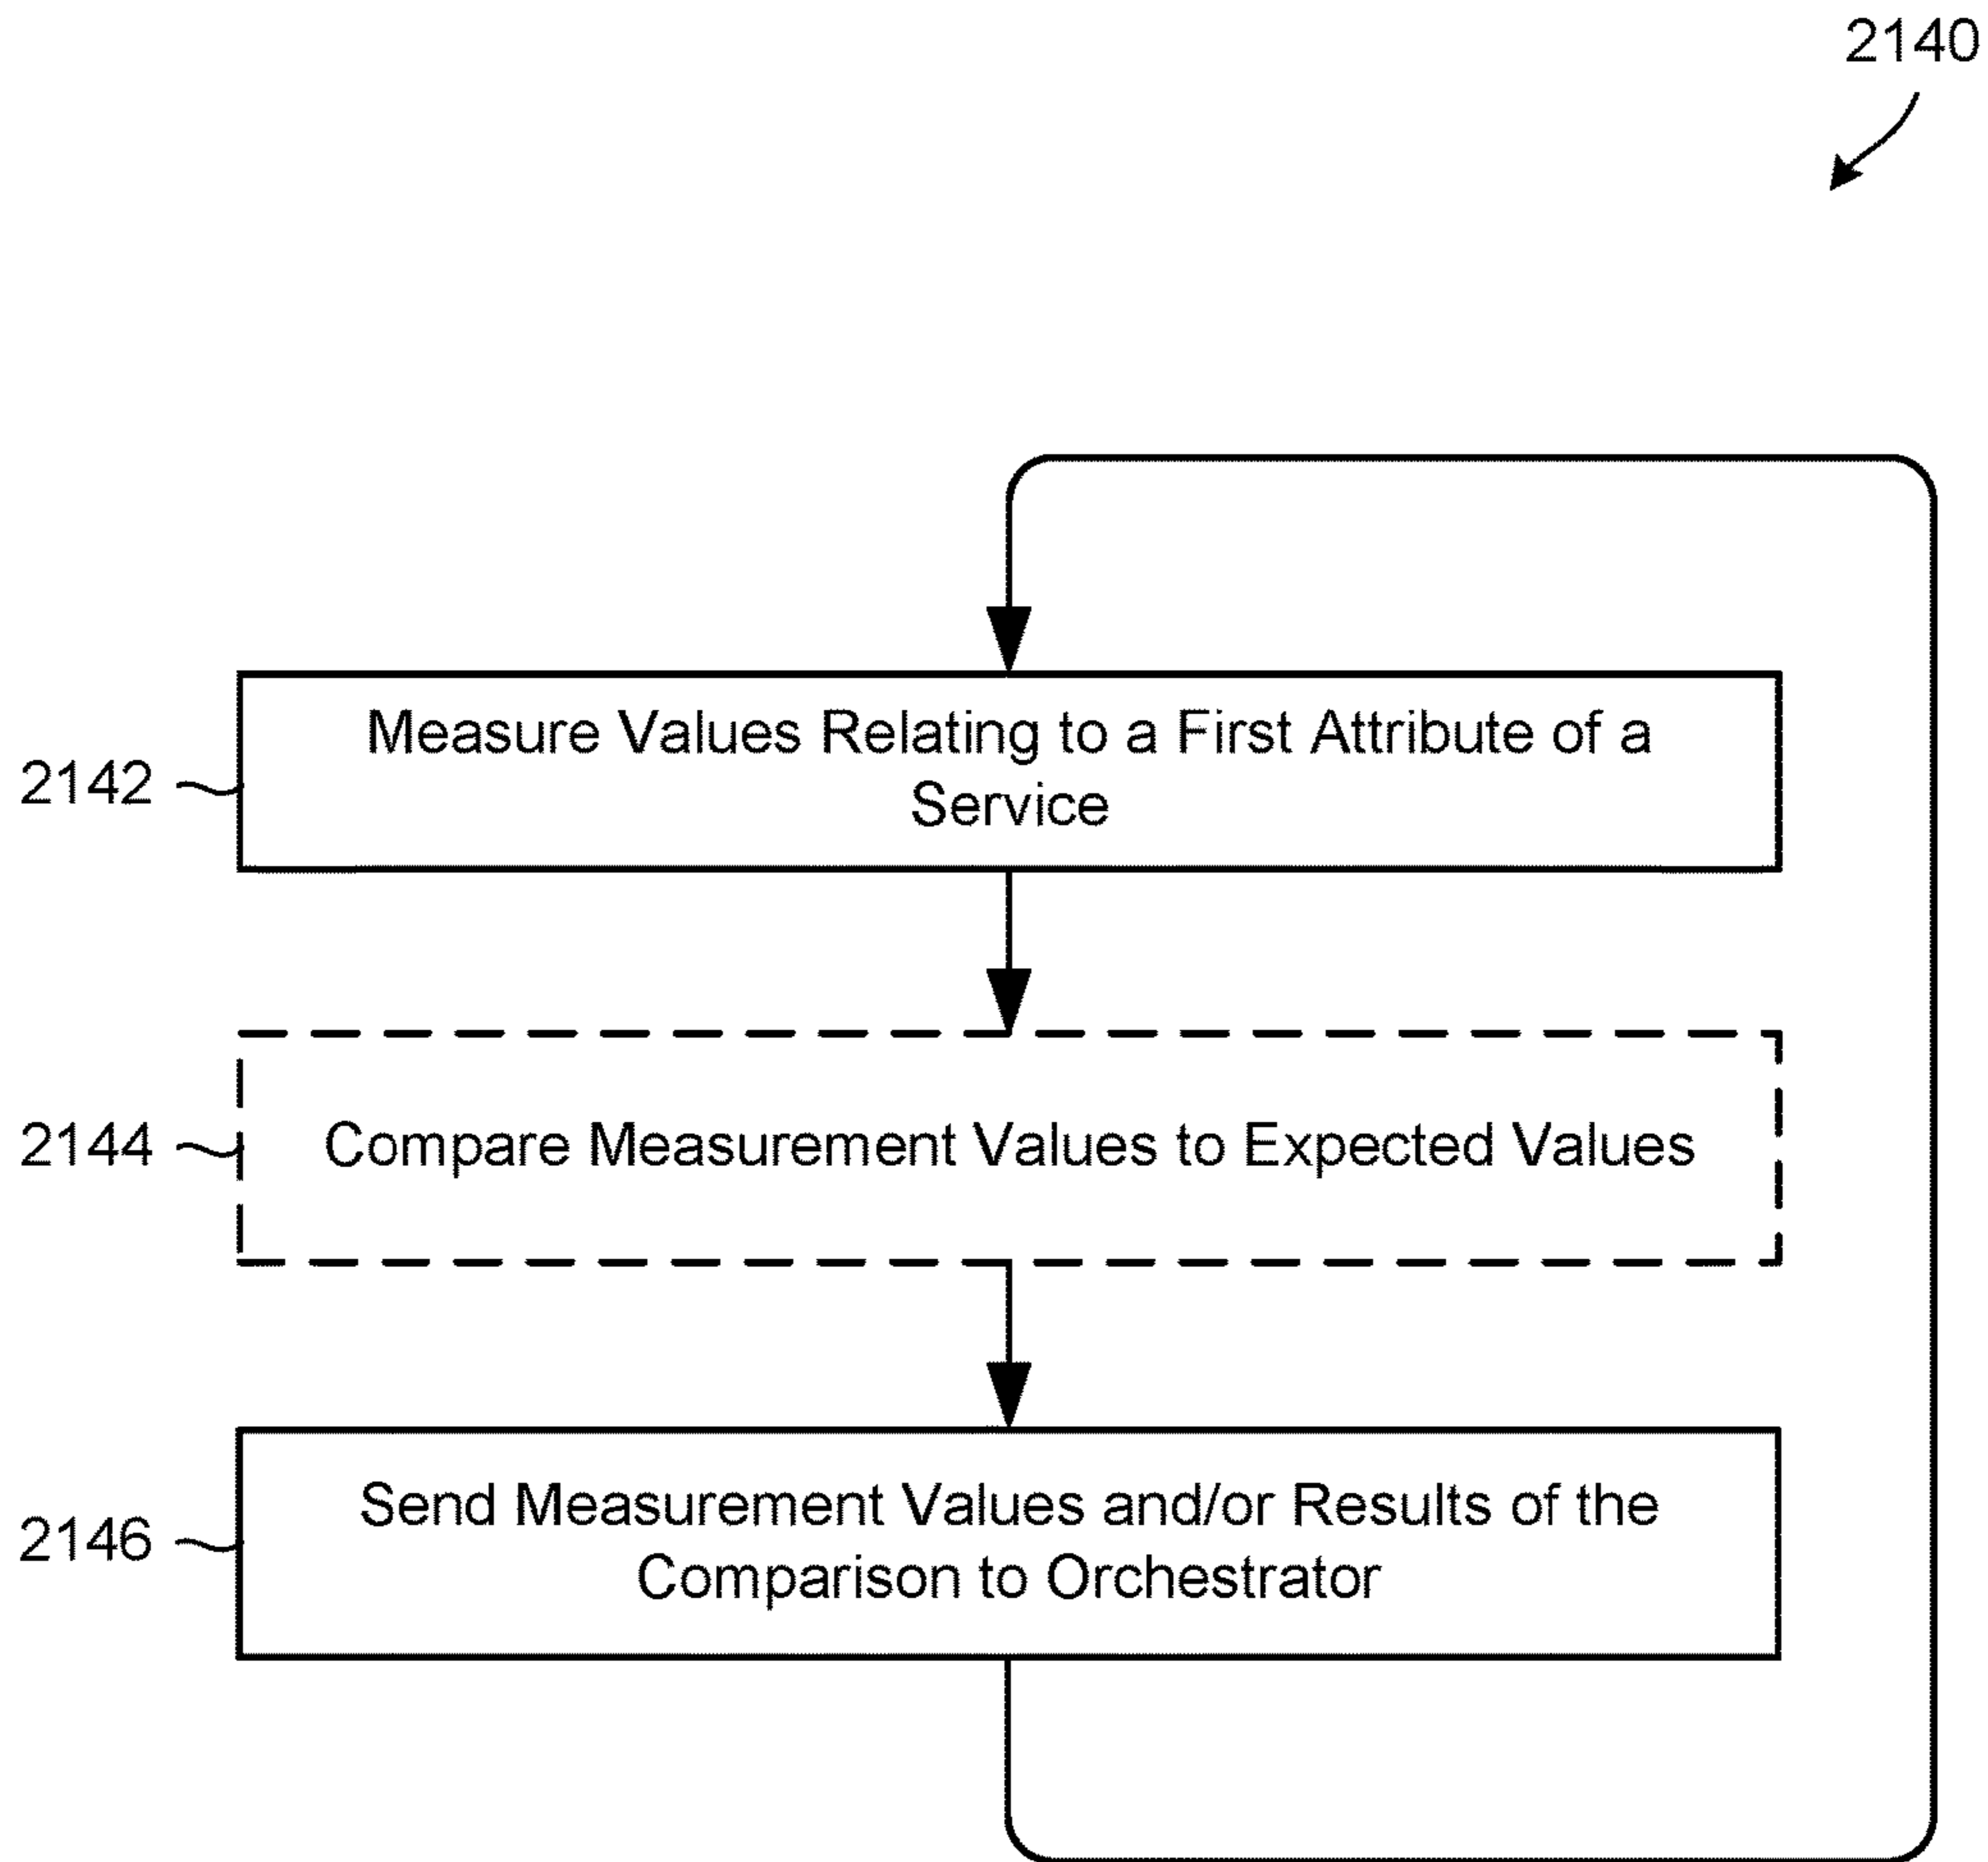 2140
2142
Measure Values Relating to a First Attribute of a
Service
2144
Compare Measurement Values to Expected Values
2146
Send Measurement Values and/or Results of the
Comparison to Orchestrator